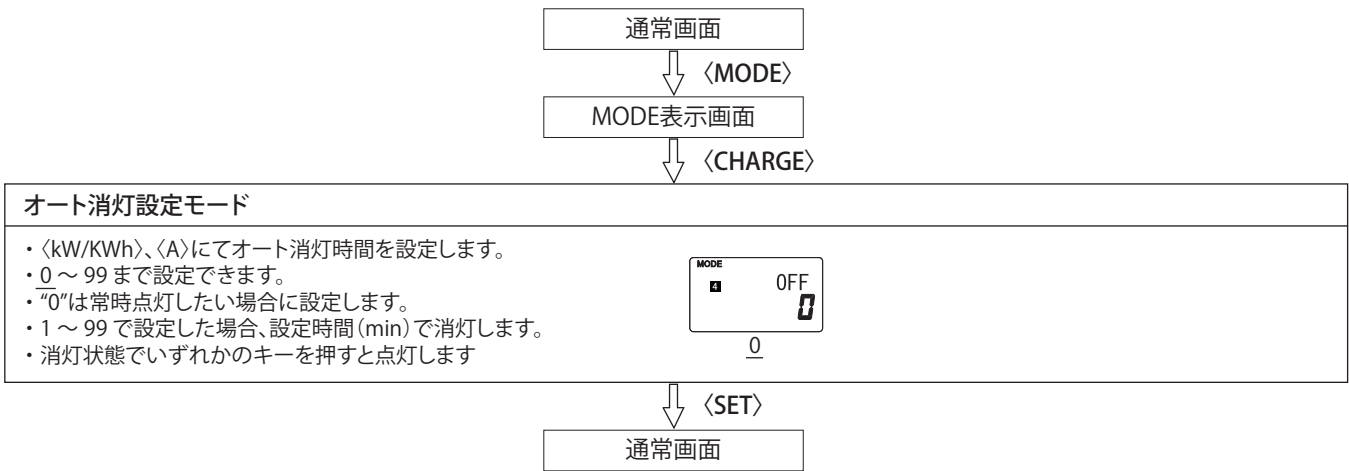 通常画面
〈MODE〉
MODE表示画面
〈CHARGE〉
オート消灯設定モード
・〈kW/KWh〉、〈A〉にてオート消灯時間を設定します。
・0 ～ 99 まで設定できます。
・“0”は常時点灯したい場合に設定します。
・1 ～ 99 で設定した場合、設定時間（min）で消灯します。
・消灯状態でいずれかのキーを押すと点灯します
MODE
4 OFF
0
0
〈SET〉
通常画面